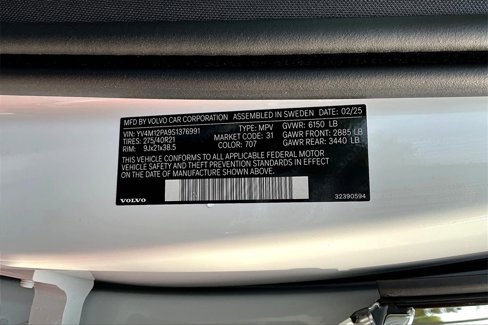 MFD BY VOLVO CAR CORPORATION ASSEMBLED IN SWEDEN DATE: 02/25
VIN: YV4M12PA9S1376991 TYPE: MPV GVWR: 6150 LB
TIRES: 275/40R21 MARKET CODE: 31 GAWR FRONT: 2885 LB
RIM: 9Jx21x38.5 COLOR: 707 GAWR REAR: 3440 LB
THIS VEHICLE CONFORMS TO ALL APPLICABLE FEDERAL MOTOR
VEHICLE SAFETY AND THEFT PREVENTION STANDARDS IN EFFECT
ON THE DATE OF MANUFACTURE SHOWN ABOVE.
VOLVO 32390594